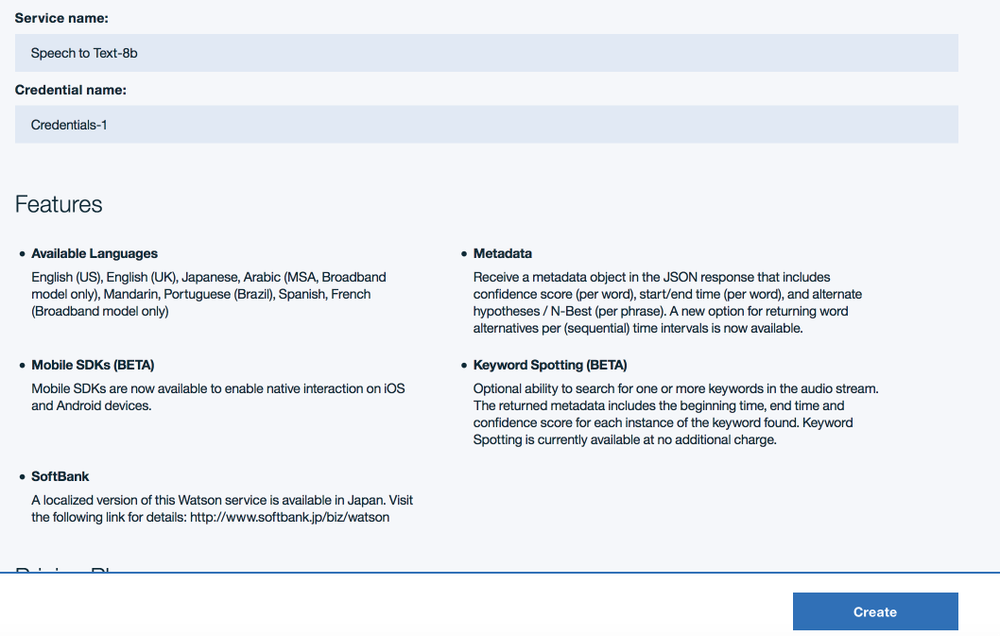 Service name:
Speech to Text-8b
Credential name:
Credentials-1
Features
• Available Languages
English (US), English (UK), Japanese, Arabic (MSA, Broadband
model only), Mandarin, Portuguese (Brazil), Spanish, French
(Broadband model only)
• Metadata
Receive a metadata object in the JSON response that includes
confidence score (per word), start/end time (per word), and alternate
hypotheses / N-Best (per phrase). A new option for returning word
alternatives per (sequential) time intervals is now available.
• Mobile SDKs (BETA)
Mobile SDKs are now available to enable native interaction on iOS
and Android devices.
• Keyword Spotting (BETA)
Optional ability to search for one or more keywords in the audio stream.
The returned metadata includes the beginning time, end time and
confidence score for each instance of the keyword found. Keyword
Spotting is currently available at no additional charge.
• SoftBank
A localized version of this Watson service is available in Japan. Visit
the following link for details: http://www.softbank.jp/biz/watson
Create